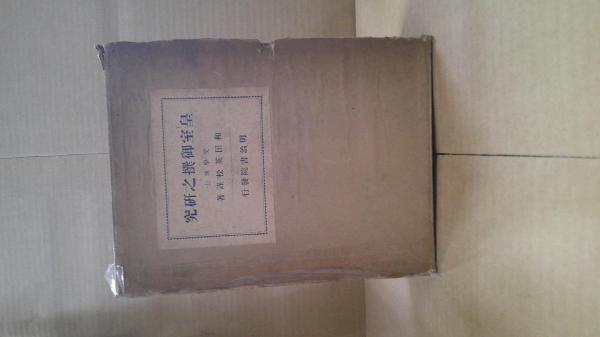 皇室御撰之研究
文學博士
和田英松著
明治書院發行